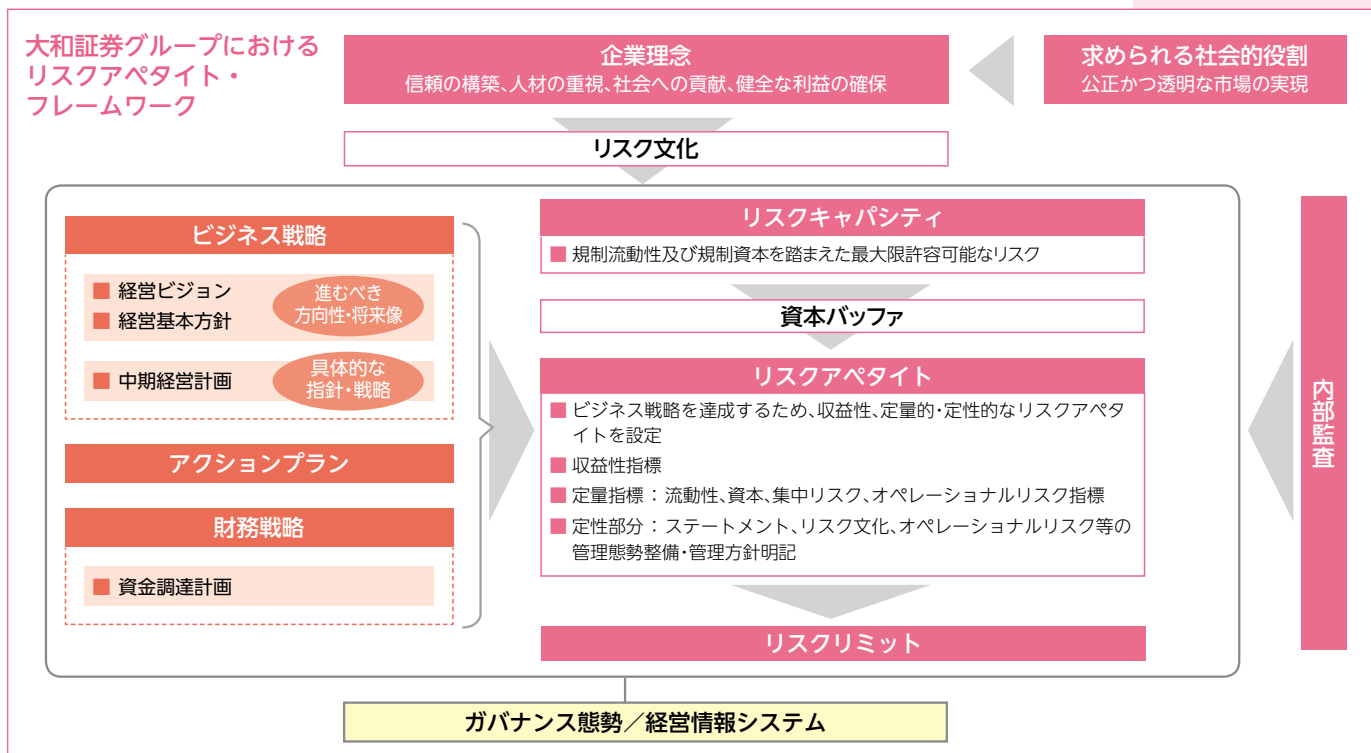 大和証券グループにおける
リスクアペタイト・
フレームワーク
企業理念
信頼の構築、人材の重視、社会への貢献、健全な利益の確保
求められる社会的役割
公正かつ透明な市場の実現
リスク文化
ビジネス戦略
■ 経営ビジョン
■ 経営基本方針
進むべき
方向性・将来像
■ 中期経営計画
具体的な
指針・戦略
アクションプラン
財務戦略
■ 資金調達計画
リスクキャパシティ
■ 規制流動性及び規制資本を踏まえた最大限許容可能なリスク
資本バッファ
リスクアペタイト
■ ビジネス戦略を達成するため、収益性、定量的・定性的なリスクアペタ
イトを設定
■ 収益性指標
■ 定量指標：流動性、資本、集中リスク、オペレーショナルリスク指標
■ 定性部分：ステートメント、リスク文化、オペレーショナルリスク等の
管理態勢整備・管理方針明記
リスクリミット
内部監査
ガバナンス態勢／経営情報システム